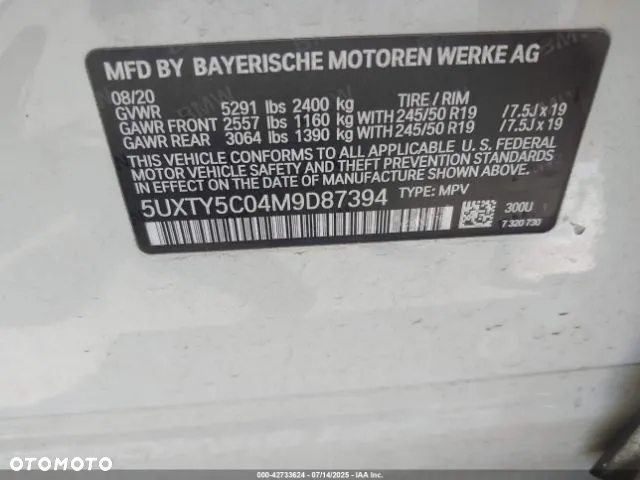 MFD BY BAYERISCHE MOTOREN WERKE AG
08/20 TIRE / RIM
GVWR 5291 lbs 2400 kg
GAWR FRONT 2557 lbs 1160 kg WITH 245/50 R19 /7.5J x 19
GAWR REAR 3064 lbs 1390 kg WITH 245/50 R19 /7.5J x 19
THIS VEHICLE CONFORMS TO ALL APPLICABLE U. S. FEDERAL
MOTOR VEHICLE SAFETY AND THEFT PREVENTION STANDARDS
IN EFFECT ON THE DATE OF MANUFACTURE SHOWN ABOVE.
5UXTY5C04M9D87394 TYPE: MPV
300U
7 320 730
OTOMOTO
000-42733624 07/14/2025 IAA, Inc.
OTOMOTO